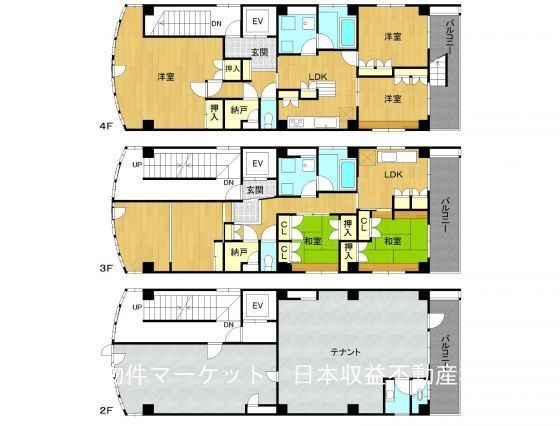 DN
EV
玄関
洋室
バルコニー
洋室
押入
LDK
洋室
押入
納戸
4F
UP
EV
玄関
LDK
DN
CL
和室
押入
CL
和室
バルコニー
納戸
CL
押入
3F
UP
EV
DN
テナント
バルコニー
物件マーケット 日本収益不動産
2F